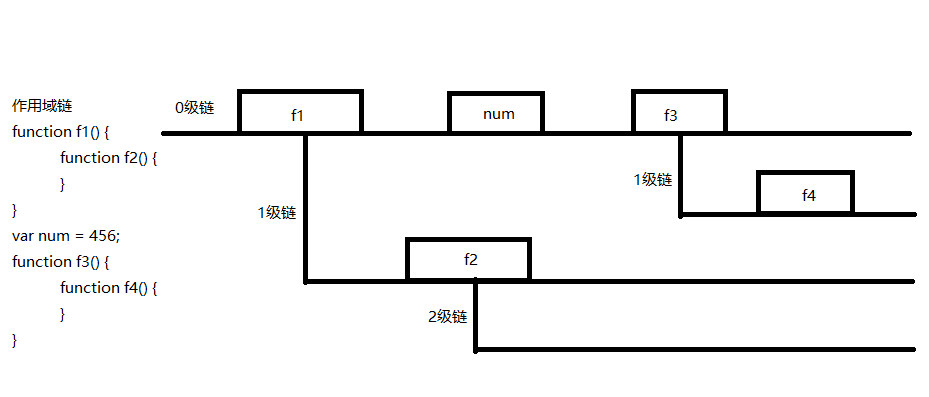 作用域链
function f1() {
function f2() {
}
}
var num = 456;
function f3() {
function f4() {
}
}
0级链
f1
num
f3
1级链
f4
1级链
f2
2级链